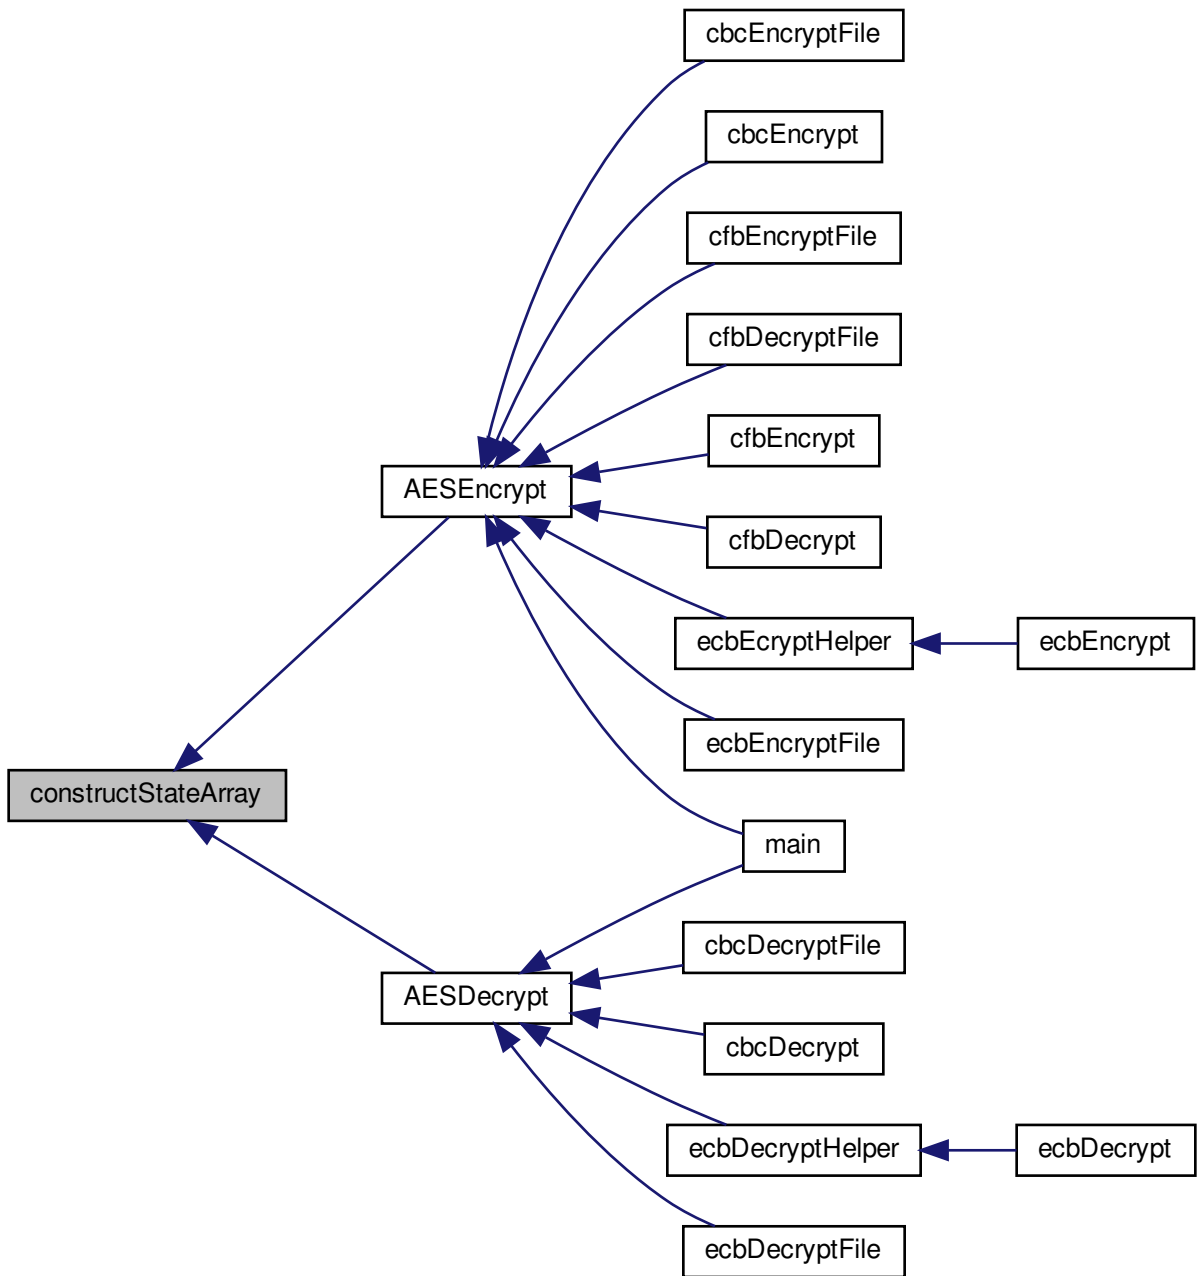 cbcEncryptFile
cbcEncrypt
cfbEncryptFile
cfbDecryptFile
cfbEncrypt
AESEncrypt
cfbDecrypt
ecbEcryptHelper
ecbEncrypt
ecbEncryptFile
constructStateArray
main
cbcDecryptFile
AESDecrypt
cbcDecrypt
ecbDecryptHelper
ecbDecrypt
ecbDecryptFile